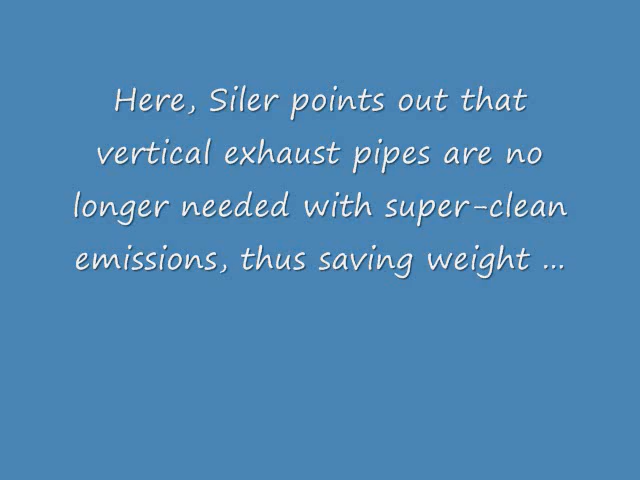 Here, Siler points out that
vertical exhaust pipes are no
longer needed with super-clean
emissions, thus saving weight ...